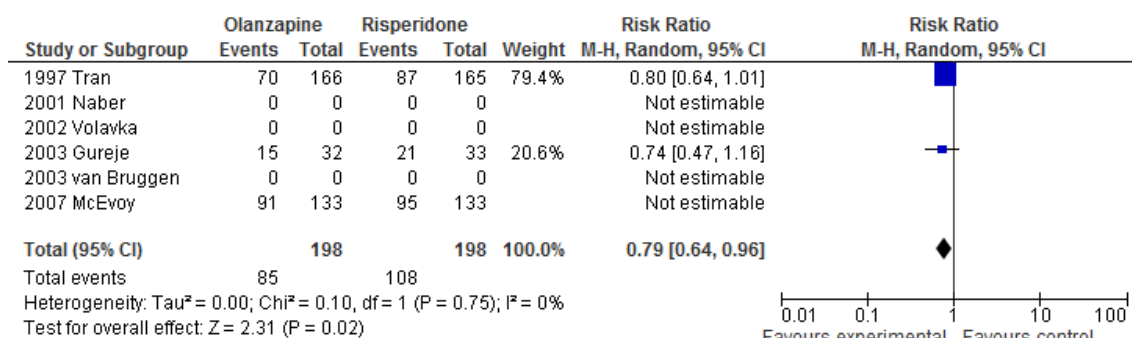 Olanzapine Risperidone Risk Ratio Risk Ratio
Study or Subgroup Events Total Events Total Weight M-H, Random, 95% CI M-H, Random, 95% CI
1997 Tran 70 166 87 165 79.4% 0.80 [0.64, 1.01]
2001 Naber 0 0 0 0 Not estimable
2002 Volavka 0 0 0 0 Not estimable
2003 Gureje 15 32 21 33 20.6% 0.74 [0.47, 1.16]
2003 van Bruggen 0 0 0 0 Not estimable
2007 McEvoy 91 133 95 133 Not estimable
Total (95% CI) 198 198 100.0% 0.79 [0.64, 0.96]
Total events 85 108
Heterogeneity: Tau² = 0.00; Chi² = 0.10, df = 1 (P = 0.75); I² = 0%
Test for overall effect: Z = 2.31 (P = 0.02)
0.01 0.1 1 10 100
Favours experimental Favours control